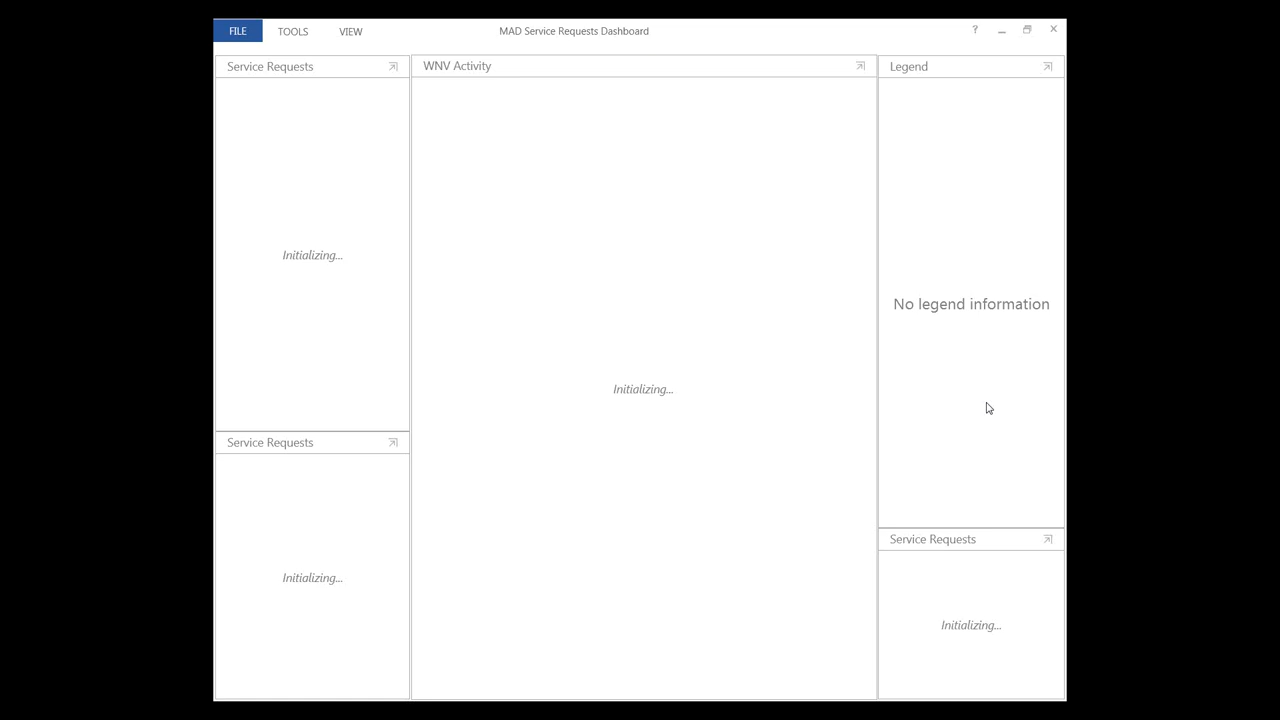 FILE TOOLS VIEW MAD Service Requests Dashboard ?
Service Requests
Initializing...
Service Requests
Initializing...
WNV Activity
Initializing...
Legend
No legend information
Service Requests
Initializing...